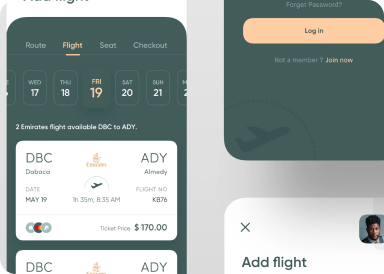 Add flight
Route Flight Seat Checkout
WED THU FRI SAT SUN
17 18 19 20 21
2 Emirates flight available DBC to ADY.
DBC Emirates ADY
Dabaca Almedy
DATE FLIGHT NO
MAY 19 1h 35m; 8:35 AM KB76
Ticket Price $ 170.00
DBC ADY
Forgot Password?
Log in
Not a member ? Join now
Add flight